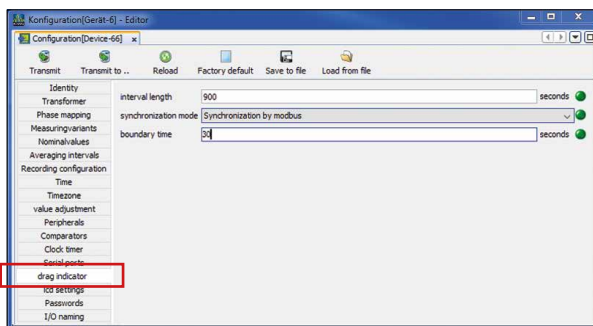 Konfiguration[Gerät-6] - Editor
Configuration[Device-66]
Transmit Transmit to .. Reload Factory default Save to file Load from file
Identity
Transformer
Phase mapping
Measuringvariants
Nominalvalues
Averaging intervals
Recording configuration
Time
Timezone
value adjustment
Peripherals
Comparators
Clock timer
Serial ports
drag indicator
lcd settings
Passwords
I/O naming
interval length 900 seconds
synchronization mode Synchronization by modbus
boundary time 30 seconds